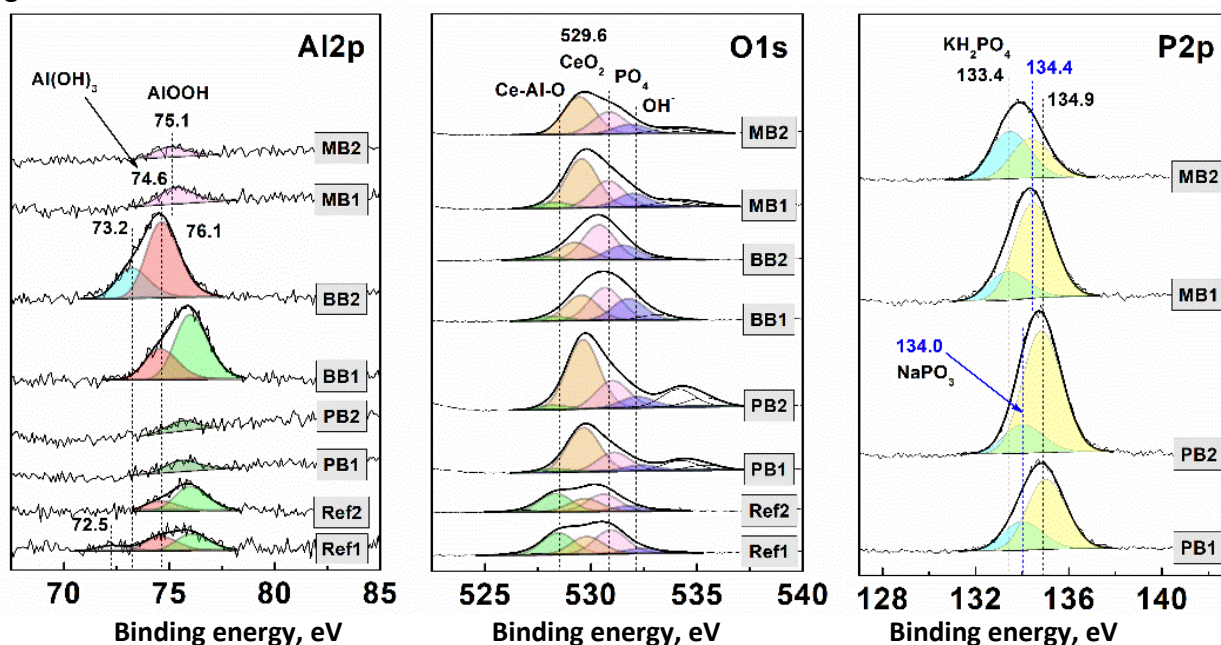 Al2p
Al(OH)3
AlOOH
75.1
MB2
74.6
MB1
73.2
76.1
BB2
BB1
PB2
PB1
Ref2
72.5
Ref1
70 75 80 85
Binding energy, eV
O1s
529.6
CeO2
Ce-Al-O
PO4
OH-
MB2
MB1
BB2
BB1
PB2
PB1
Ref2
Ref1
525 530 535 540
Binding energy, eV
P2p
KH2PO4
133.4
134.4
134.9
MB2
MB1
134.0
NaPO3
PB2
PB1
128 132 136 140
Binding energy, eV